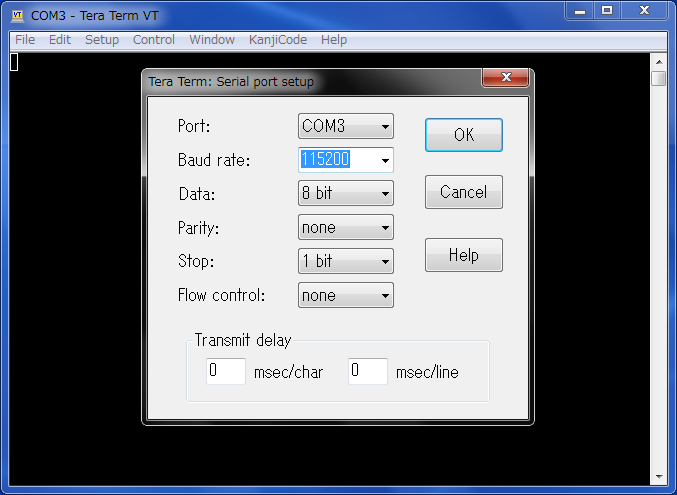 VT
COM3 - Tera Term VT
File Edit Setup Control Window KanjiCode Help
Tera Term: Serial port setup
Port: COM3 OK
Baud rate: 115200
Data: 8 bit Cancel
Parity: none
Stop: 1 bit Help
Flow control: none
Transmit delay
0 msec/char 0 msec/line